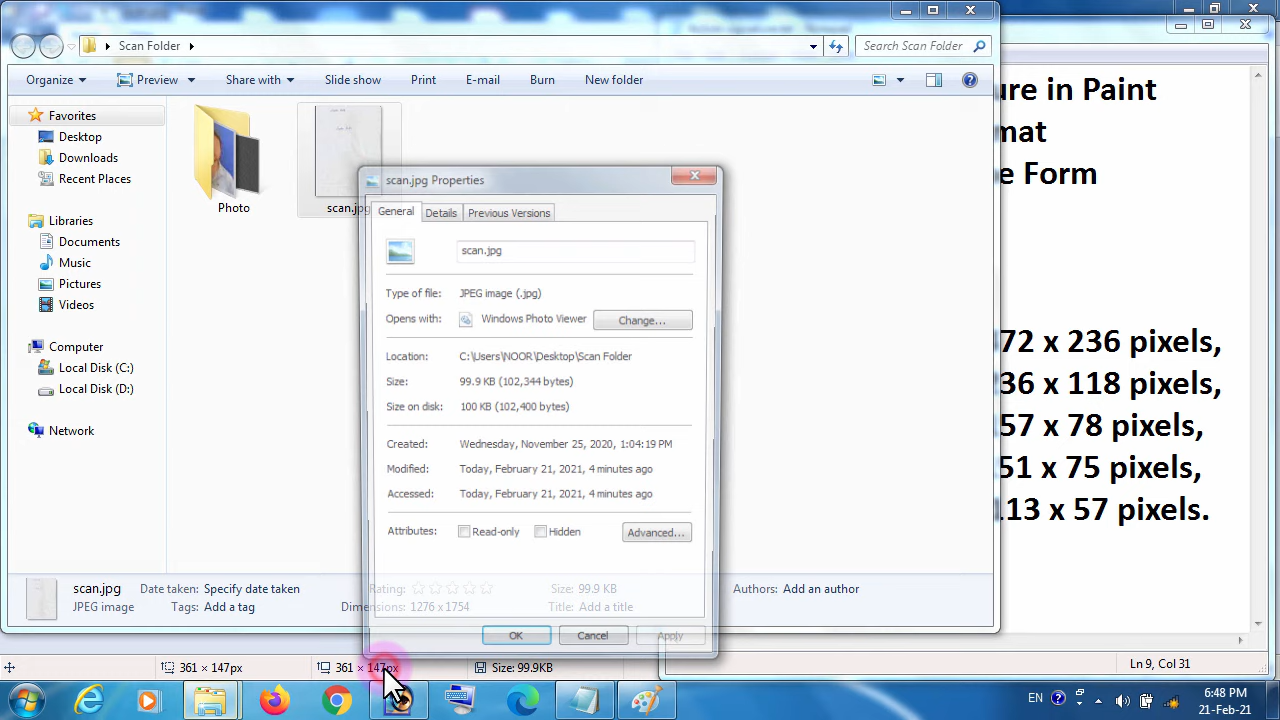 Scan Folder
Search Scan Folder
Organize
Preview
Share with
Slide show
Print
E-mail
Burn
New folder
Favorites
Desktop
Downloads
Recent Places
Libraries
Documents
Music
Pictures
Videos
Computer
Local Disk (C:)
Local Disk (D:)
Network
Photo
scan.jpg
scan.jpg Properties
General
Details
Previous Versions
scan.jpg
Type of file: JPEG image (.jpg)
Opens with: Windows Photo Viewer
Change...
Location: C:\Users\NOOR\Desktop\Scan Folder
Size: 99.9 KB (102,344 bytes)
Size on disk: 100 KB (102,400 bytes)
Created: Wednesday, November 25, 2020, 1:04:19 PM
Modified: Today, February 21, 2021, 4 minutes ago
Accessed: Today, February 21, 2021, 4 minutes ago
Attributes: Read-only Hidden
Advanced...
OK
Cancel
Apply
scan.jpg Date taken: Specify date taken Rating: Size: 99.9 KB Authors: Add an author
JPEG image Tags: Add a tag Dimensions: 1276 x 1754 Title: Add a title
ure in Paint
mat
e Form
72 x 236 pixels,
36 x 118 pixels,
57 x 78 pixels,
51 x 75 pixels,
113 x 57 pixels.
361 × 147px
361 × 147px
Size: 99.9KB
Ln 9, Col 31
EN
6:48 PM
21-Feb-21